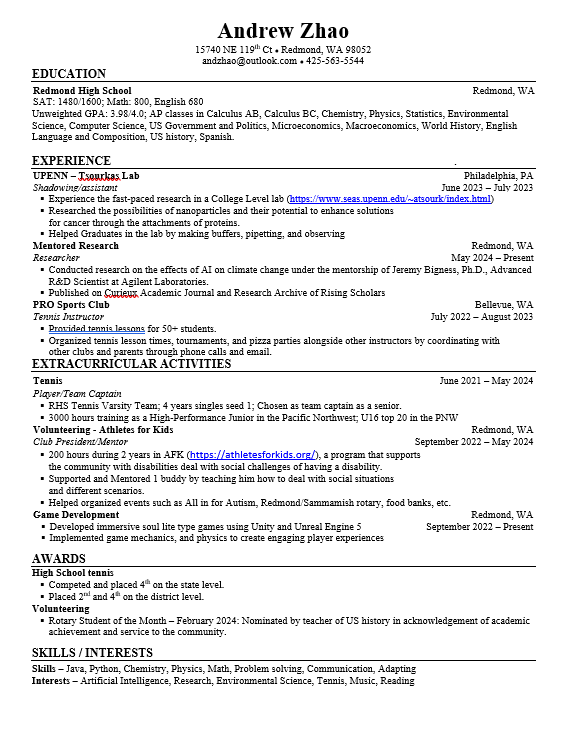 Andrew Zhao
15740 NE 119th Ct • Redmond, WA 98052
andzhao@outlook.com • 425-563-5544
EDUCATION
Redmond High School Redmond, WA
SAT: 1480/1600; Math: 800, English 680
Unweighted GPA: 3.98/4.0; AP classes in Calculus AB, Calculus BC, Chemistry, Physics, Statistics, Environmental
Science, Computer Science, US Government and Politics, Microeconomics, Macroeconomics, World History, English
Language and Composition, US history, Spanish.
EXPERIENCE .
UPENN – Tsourkas Lab Philadelphia, PA
Shadowing/assistant June 2023 – July 2023
▪ Experience the fast-paced research in a College Level lab (https://www.seas.upenn.edu/~atsourk/index.html)
▪ Researched the possibilities of nanoparticles and their potential to enhance solutions
for cancer through the attachments of proteins.
▪ Helped Graduates in the lab by making buffers, pipetting, and observing
Mentored Research Redmond, WA
Researcher May 2024 – Present
▪ Conducted research on the effects of AI on climate change under the mentorship of Jeremy Bigness, Ph.D., Advanced
R&D Scientist at Agilent Laboratories.
▪ Published on Curieux Academic Journal and Research Archive of Rising Scholars
PRO Sports Club Bellevue, WA
Tennis Instructor July 2022 – August 2023
▪ Provided tennis lessons for 50+ students.
▪ Organized tennis lesson times, tournaments, and pizza parties alongside other instructors by coordinating with
other clubs and parents through phone calls and email.
EXTRACURRICULAR ACTIVITIES
Tennis June 2021 – May 2024
Player/Team Captain
▪ RHS Tennis Varsity Team; 4 years singles seed 1; Chosen as team captain as a senior.
▪ 3000 hours training as a High-Performance Junior in the Pacific Northwest; U16 top 20 in the PNW
Volunteering - Athletes for Kids Redmond, WA
Club President/Mentor September 2022 – May 2024
▪ 200 hours during 2 years in AFK (https://athletesforkids.org/), a program that supports
the community with disabilities deal with social challenges of having a disability.
▪ Supported and Mentored 1 buddy by teaching him how to deal with social situations
and different scenarios.
▪ Helped organized events such as All in for Autism, Redmond/Sammamish rotary, food banks, etc.
Game Development Redmond, WA
▪ Developed immersive soul lite type games using Unity and Unreal Engine 5 September 2022 – Present
▪ Implemented game mechanics, and physics to create engaging player experiences
AWARDS
High School tennis
▪ Competed and placed 4th on the state level.
▪ Placed 2nd and 4th on the district level.
Volunteering
▪ Rotary Student of the Month – February 2024: Nominated by teacher of US history in acknowledgement of academic
achievement and service to the community.
SKILLS / INTERESTS
Skills – Java, Python, Chemistry, Physics, Math, Problem solving, Communication, Adapting
Interests – Artificial Intelligence, Research, Environmental Science, Tennis, Music, Reading